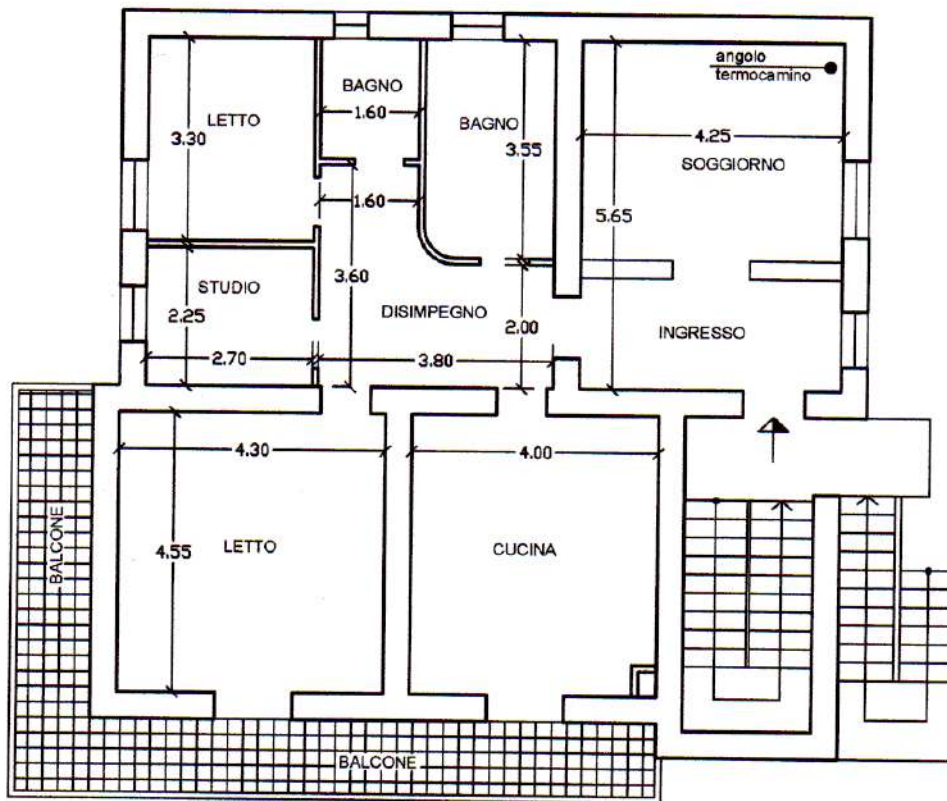 angolo
termocamino
BAGNO
1.60
LETTO
BAGNO
3.30
3.55
4.25
SOGGIORNO
1.60
5.65
3.60
STUDIO
2.25
DISIMPEGNO
2.00
INGRESSO
2.70
3.80
4.30
4.00
BALCONE
4.55
LETTO
CUCINA
BALCONE